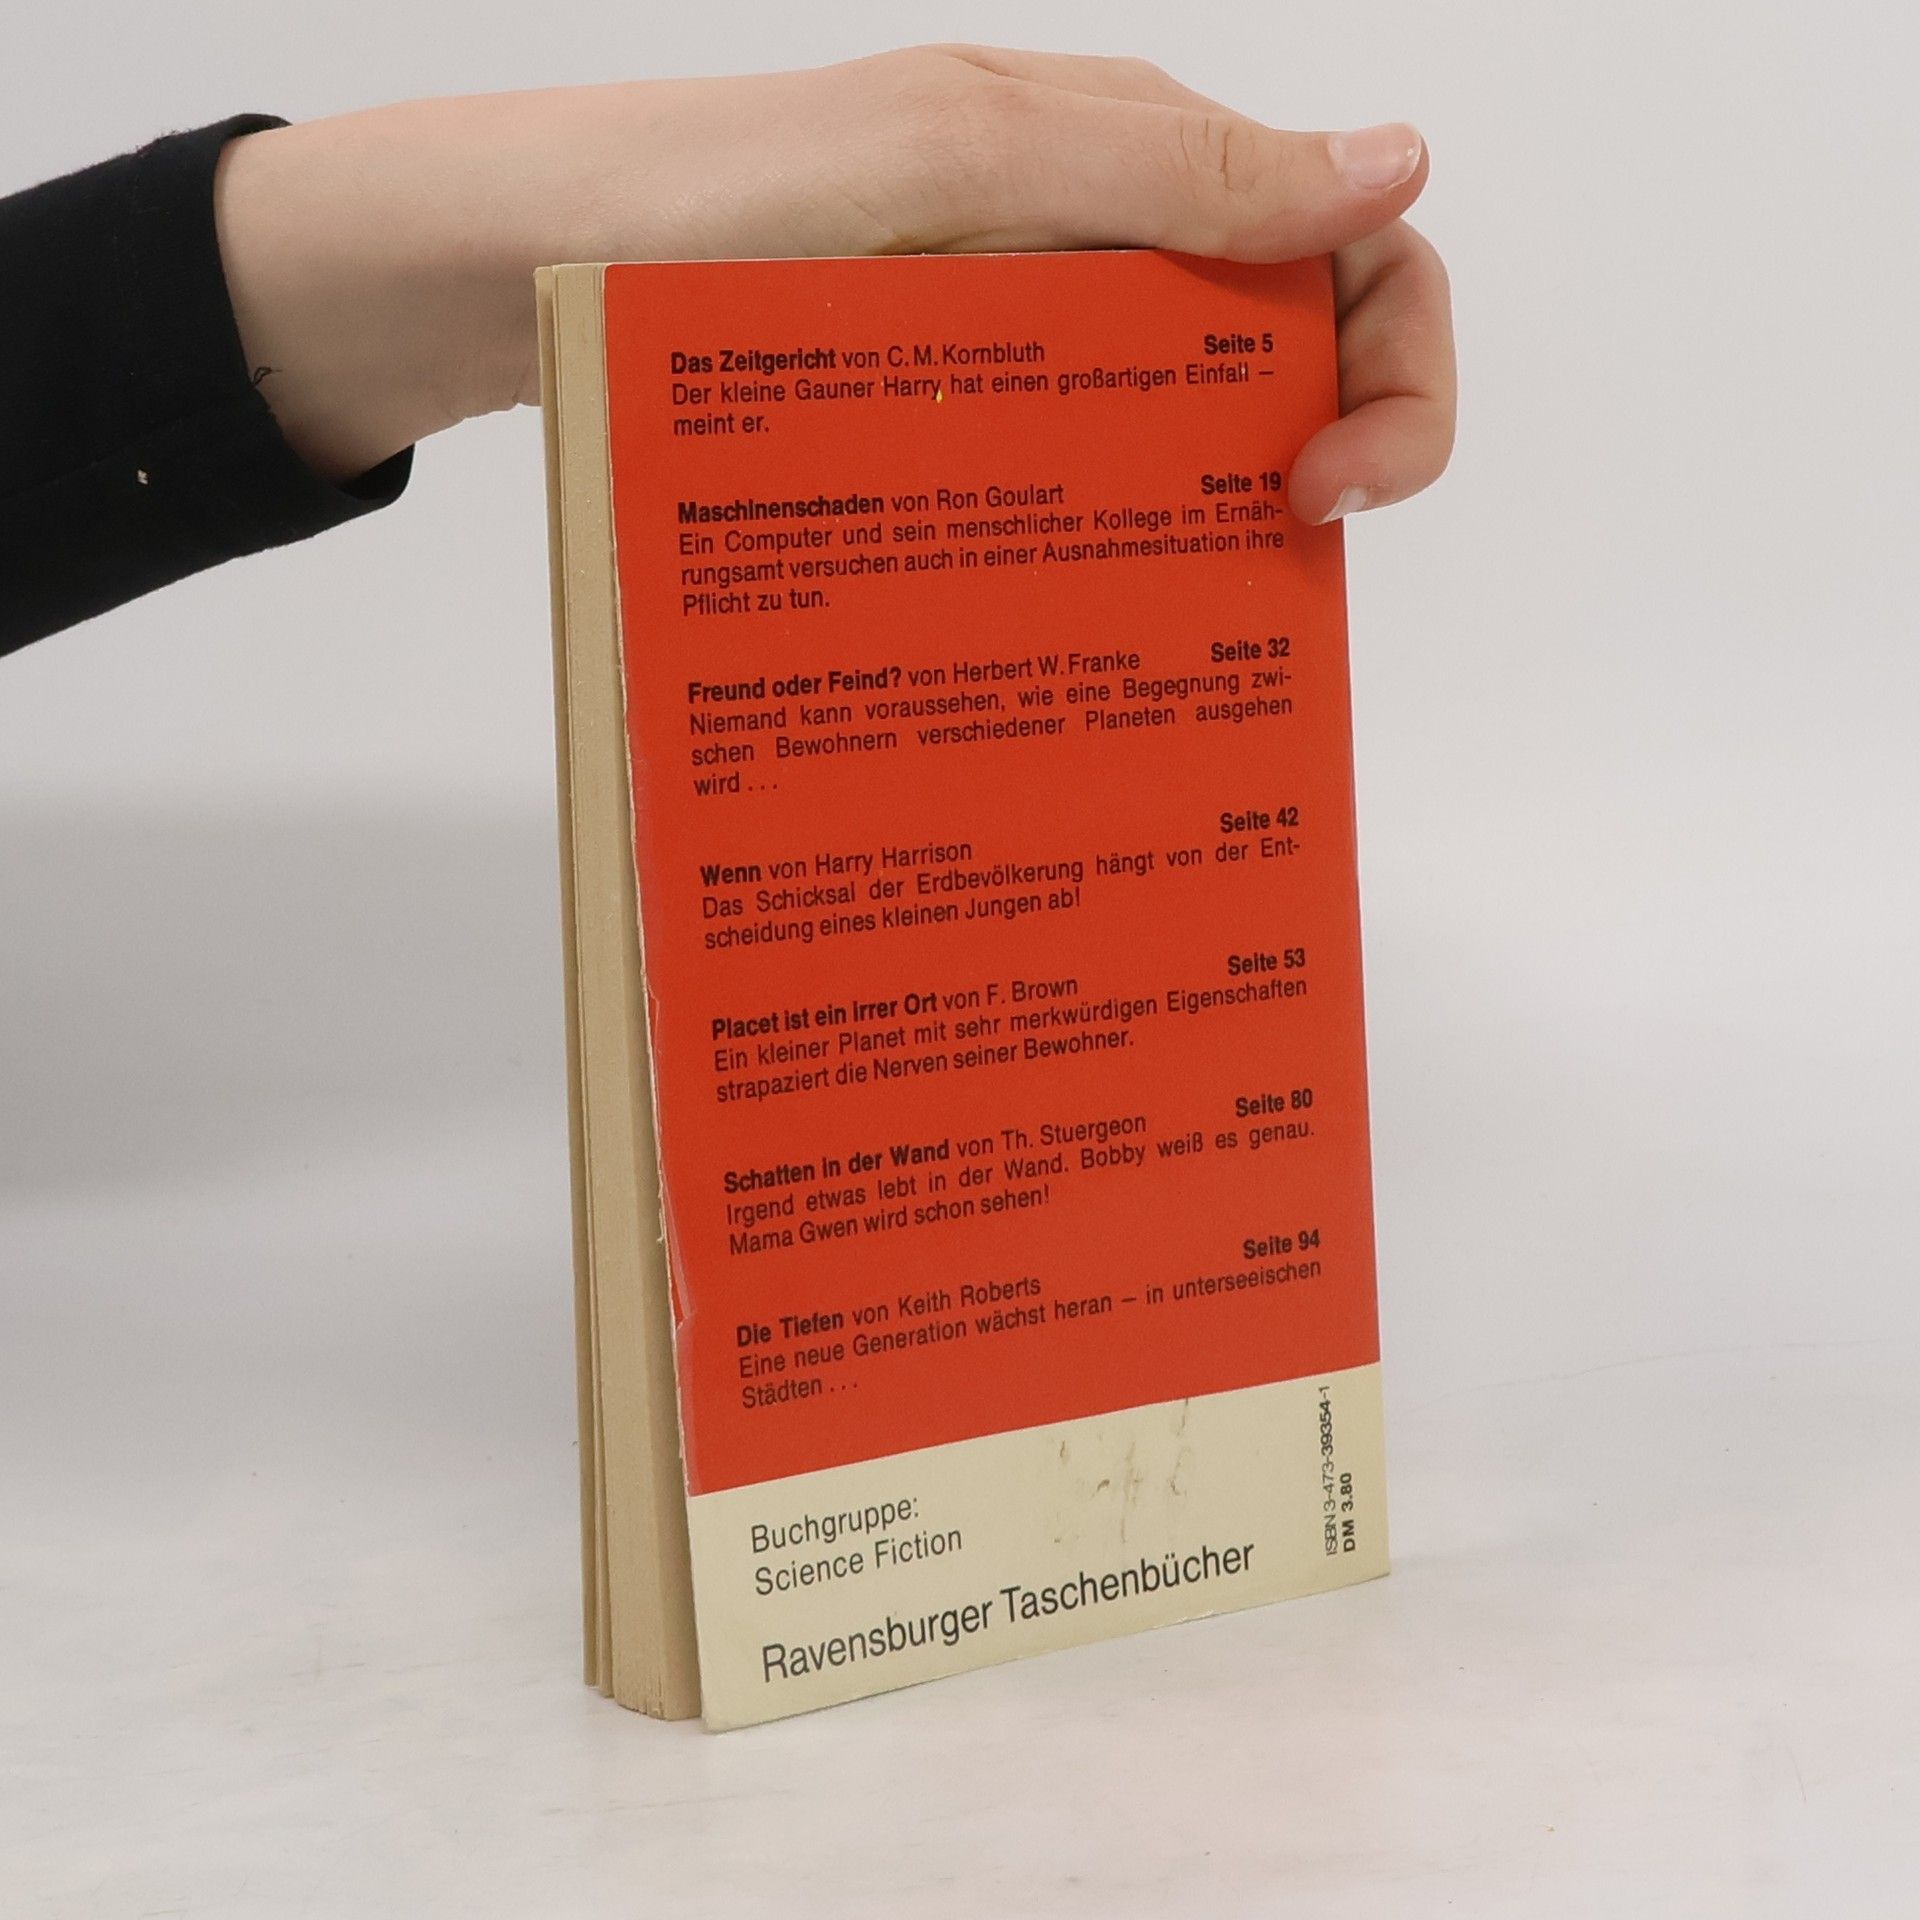 Das Zeitgericht von C. M. Kornbluth Seite 5
Der kleine Gauner Harry hat einen großartigen Einfall –
meint er.
Maschinenschaden von Ron Goulart Seite 19
Ein Computer und sein menschlicher Kollege im Ernäh-
rungsamt versuchen auch in einer Ausnahmesituation ihre
Pflicht zu tun.
Freund oder Feind? von Herbert W. Franke Seite 32
Niemand kann voraussehen, wie eine Begegnung zwi-
schen Bewohnern verschiedener Planeten ausgehen
wird . . .
Wenn von Harry Harrison Seite 42
Das Schicksal der Erdbevölkerung hängt von der Ent-
scheidung eines kleinen Jungen ab!
Placet ist ein irrer Ort von F. Brown Seite 53
Ein kleiner Planet mit sehr merkwürdigen Eigenschaften
strapaziert die Nerven seiner Bewohner.
Schatten in der Wand von Th. Stuergeon Seite 80
Irgend etwas lebt in der Wand. Bobby weiß es genau.
Mama Gwen wird schon sehen!
Die Tiefen von Keith Roberts Seite 94
Eine neue Generation wächst heran – in unterseeischen
Städten . . .
Buchgruppe:
Science Fiction
Ravensburger Taschenbücher
ISBN 3-473-39354-1
DM 3.80